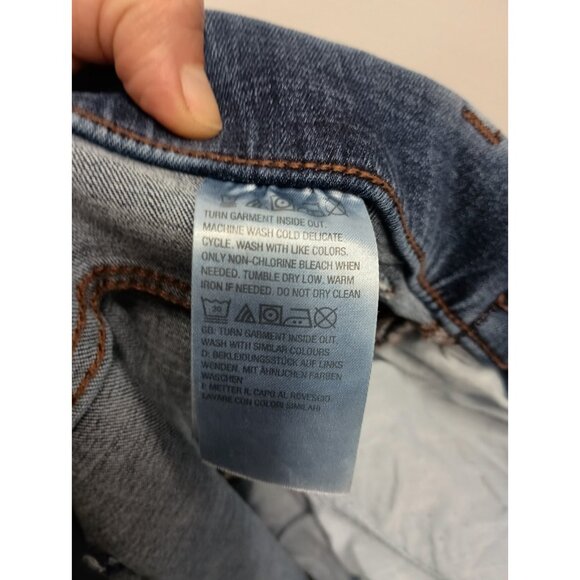 TURN GARMENT INSIDE OUT.
MACHINE WASH COLD DELICATE
CYCLE. WASH WITH LIKE COLORS.
ONLY NON-CHLORINE BLEACH WHEN
NEEDED. TUMBLE DRY LOW. WARM
IRON IF NEEDED. DO NOT DRY CLEAN
30
GB: TURN GARMENT INSIDE OUT.
WASH WITH SIMILAR COLOURS
D: BEKLEIDUNGSSTÜCK AUF LINKS
WENDEN. MIT ÄHNLICHEN FARBEN
WASCHEN
I: METTER IL CAPO AL ROVESCIO
LAVARE CON COLORI SIMILARI